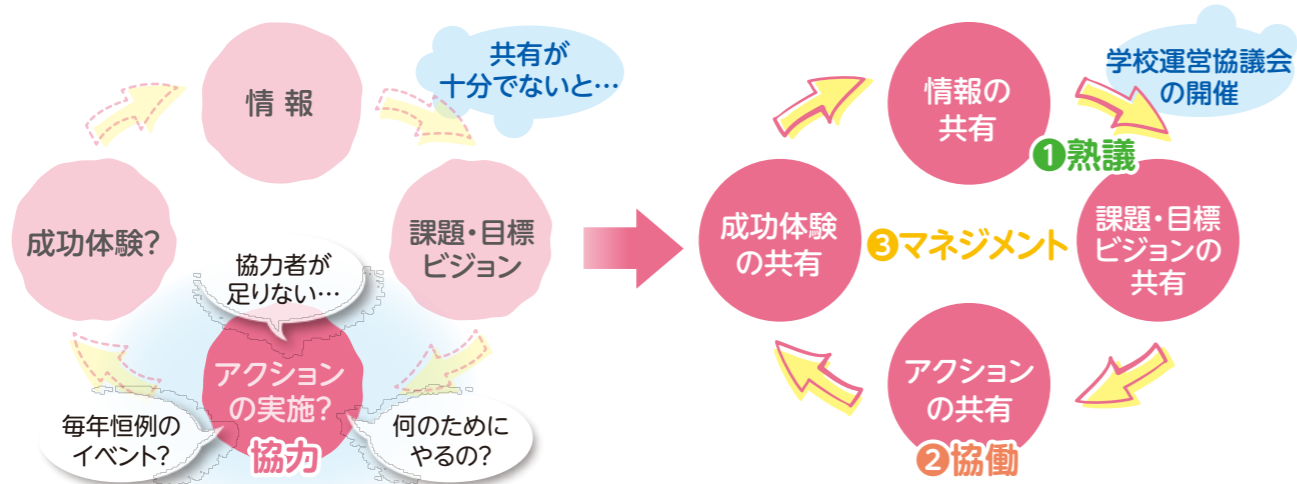 情報
共有が
十分でないと…
成功体験?
課題・目標
ビジョン
協力者が
足りない…
アクション
の実施?
協力
毎年恒例の
イベント?
何のために
やるの?
情報の
共有
学校運営協議会
の開催
❶熟議
成功体験
の共有
❸マネジメント
課題・目標
ビジョンの
共有
アクション
の共有
❷協働